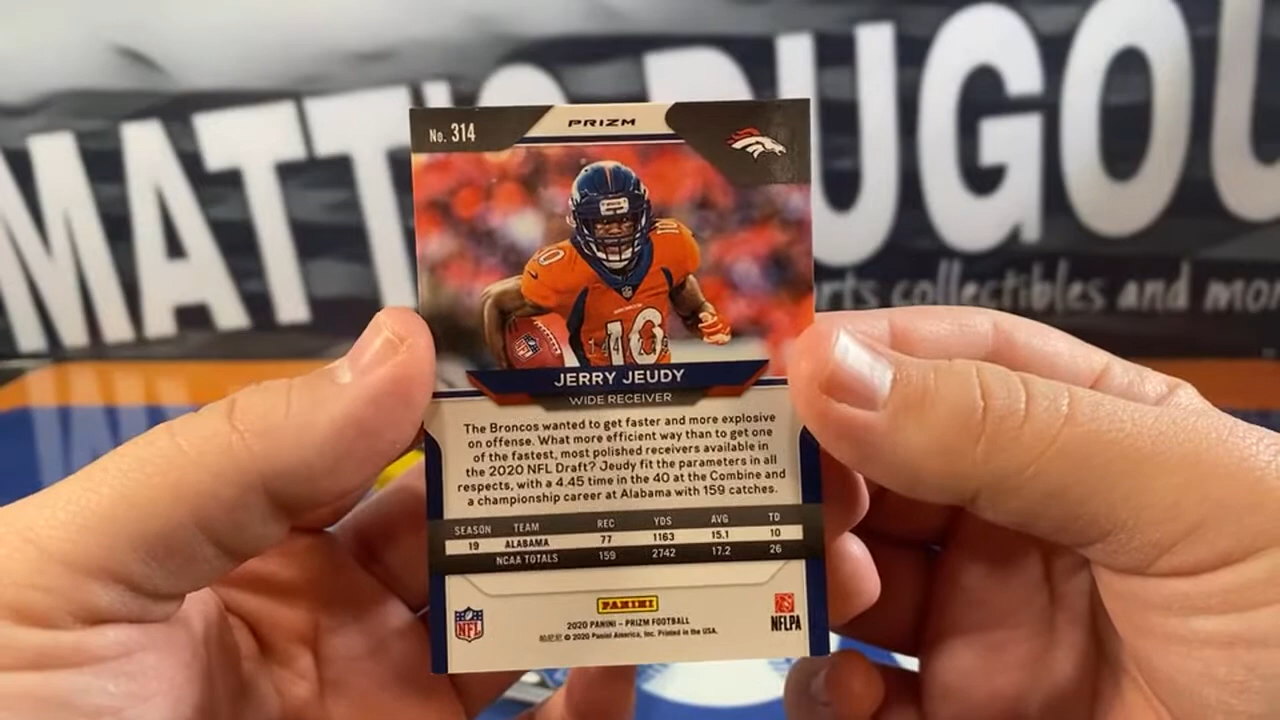 MATT'S DUGOU
rts collectibles and mor
No. 314
PRIZM
10
10
10
JERRY JEUDY
WIDE RECEIVER
The Broncos wanted to get faster and more explosive
on offense. What more efficient way than to get one
of the fastest, most polished receivers available in
the 2020 NFL Draft? Jeudy fit the parameters in all
respects, with a 4.45 time in the 40 at the Combine and
a championship career at Alabama with 159 catches.
SEASON TEAM REC YDS AVG TD
19 ALABAMA 77 1163 15.1 10
NCAA TOTALS 159 2742 17.2 26
PANINI
2020 PANINI – PRIZM FOOTBALL
© 2020 Panini America, Inc. Printed in the USA.
NFL
NFLPA